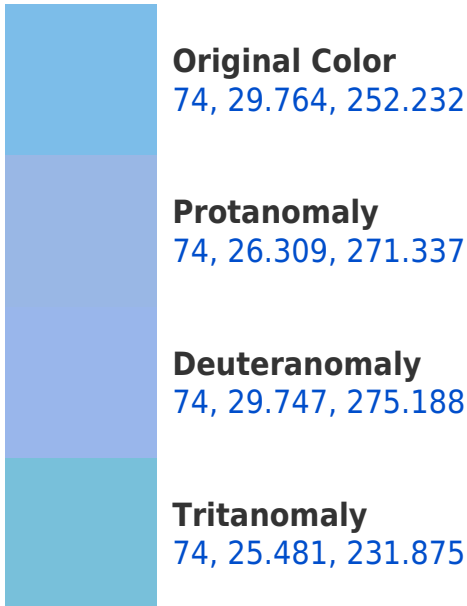 Original Color
74, 29.764, 252.232
Protanomaly
74, 26.309, 271.337
Deuteranomaly
74, 29.747, 275.188
Tritanomaly
74, 25.481, 231.875